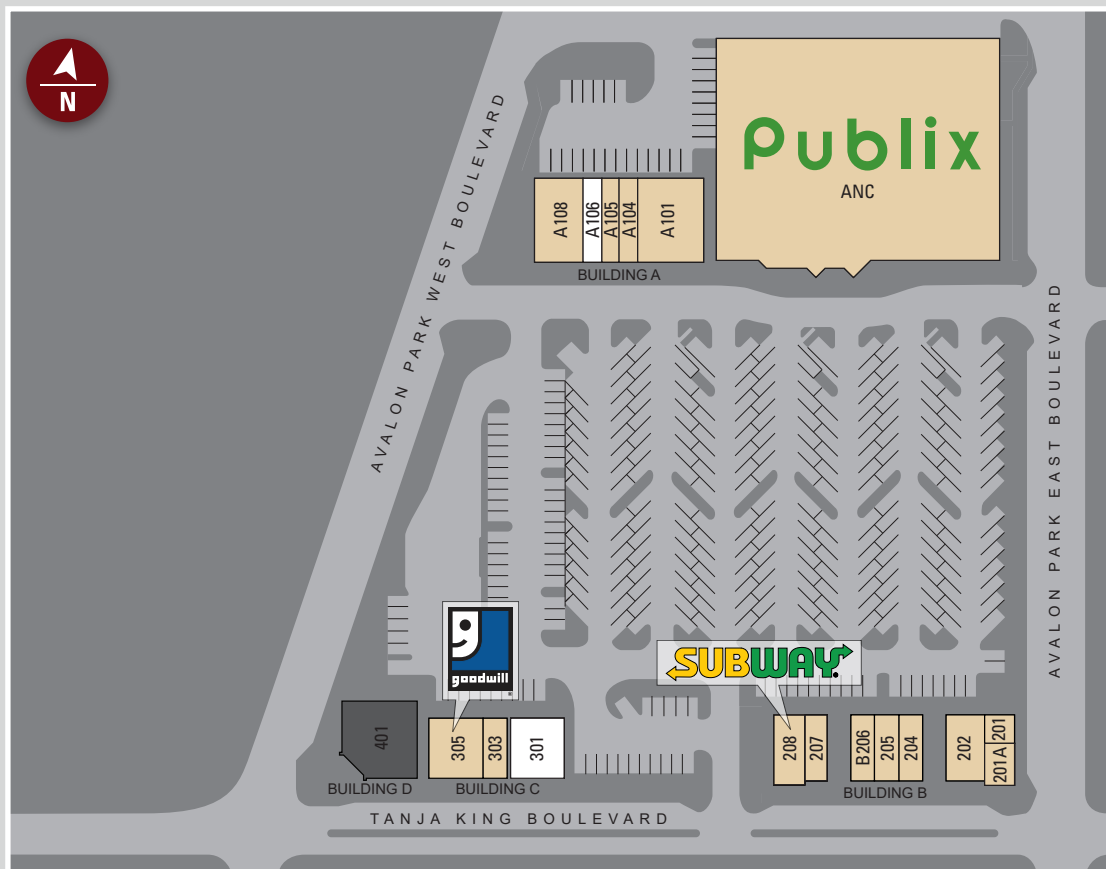 N
Publix
ANC
A108
A106
A105
A104
A101
BUILDING A
AVALON PARK WEST BOULEVARD
AVALON PARK EAST BOULEVARD
goodwill
SUBWAY
401
305
303
301
208
207
B206
205
204
202
201
201A
BUILDING D
BUILDING C
BUILDING B
TANJA KING BOULEVARD